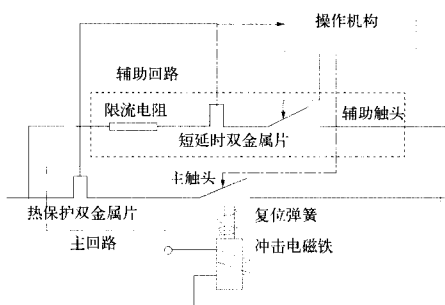 操作机构
辅助回路
限流电阻
辅助触头
短延时双金属片
主触头
热保护双金属片
复位弹簧
主回路
冲击电磁铁